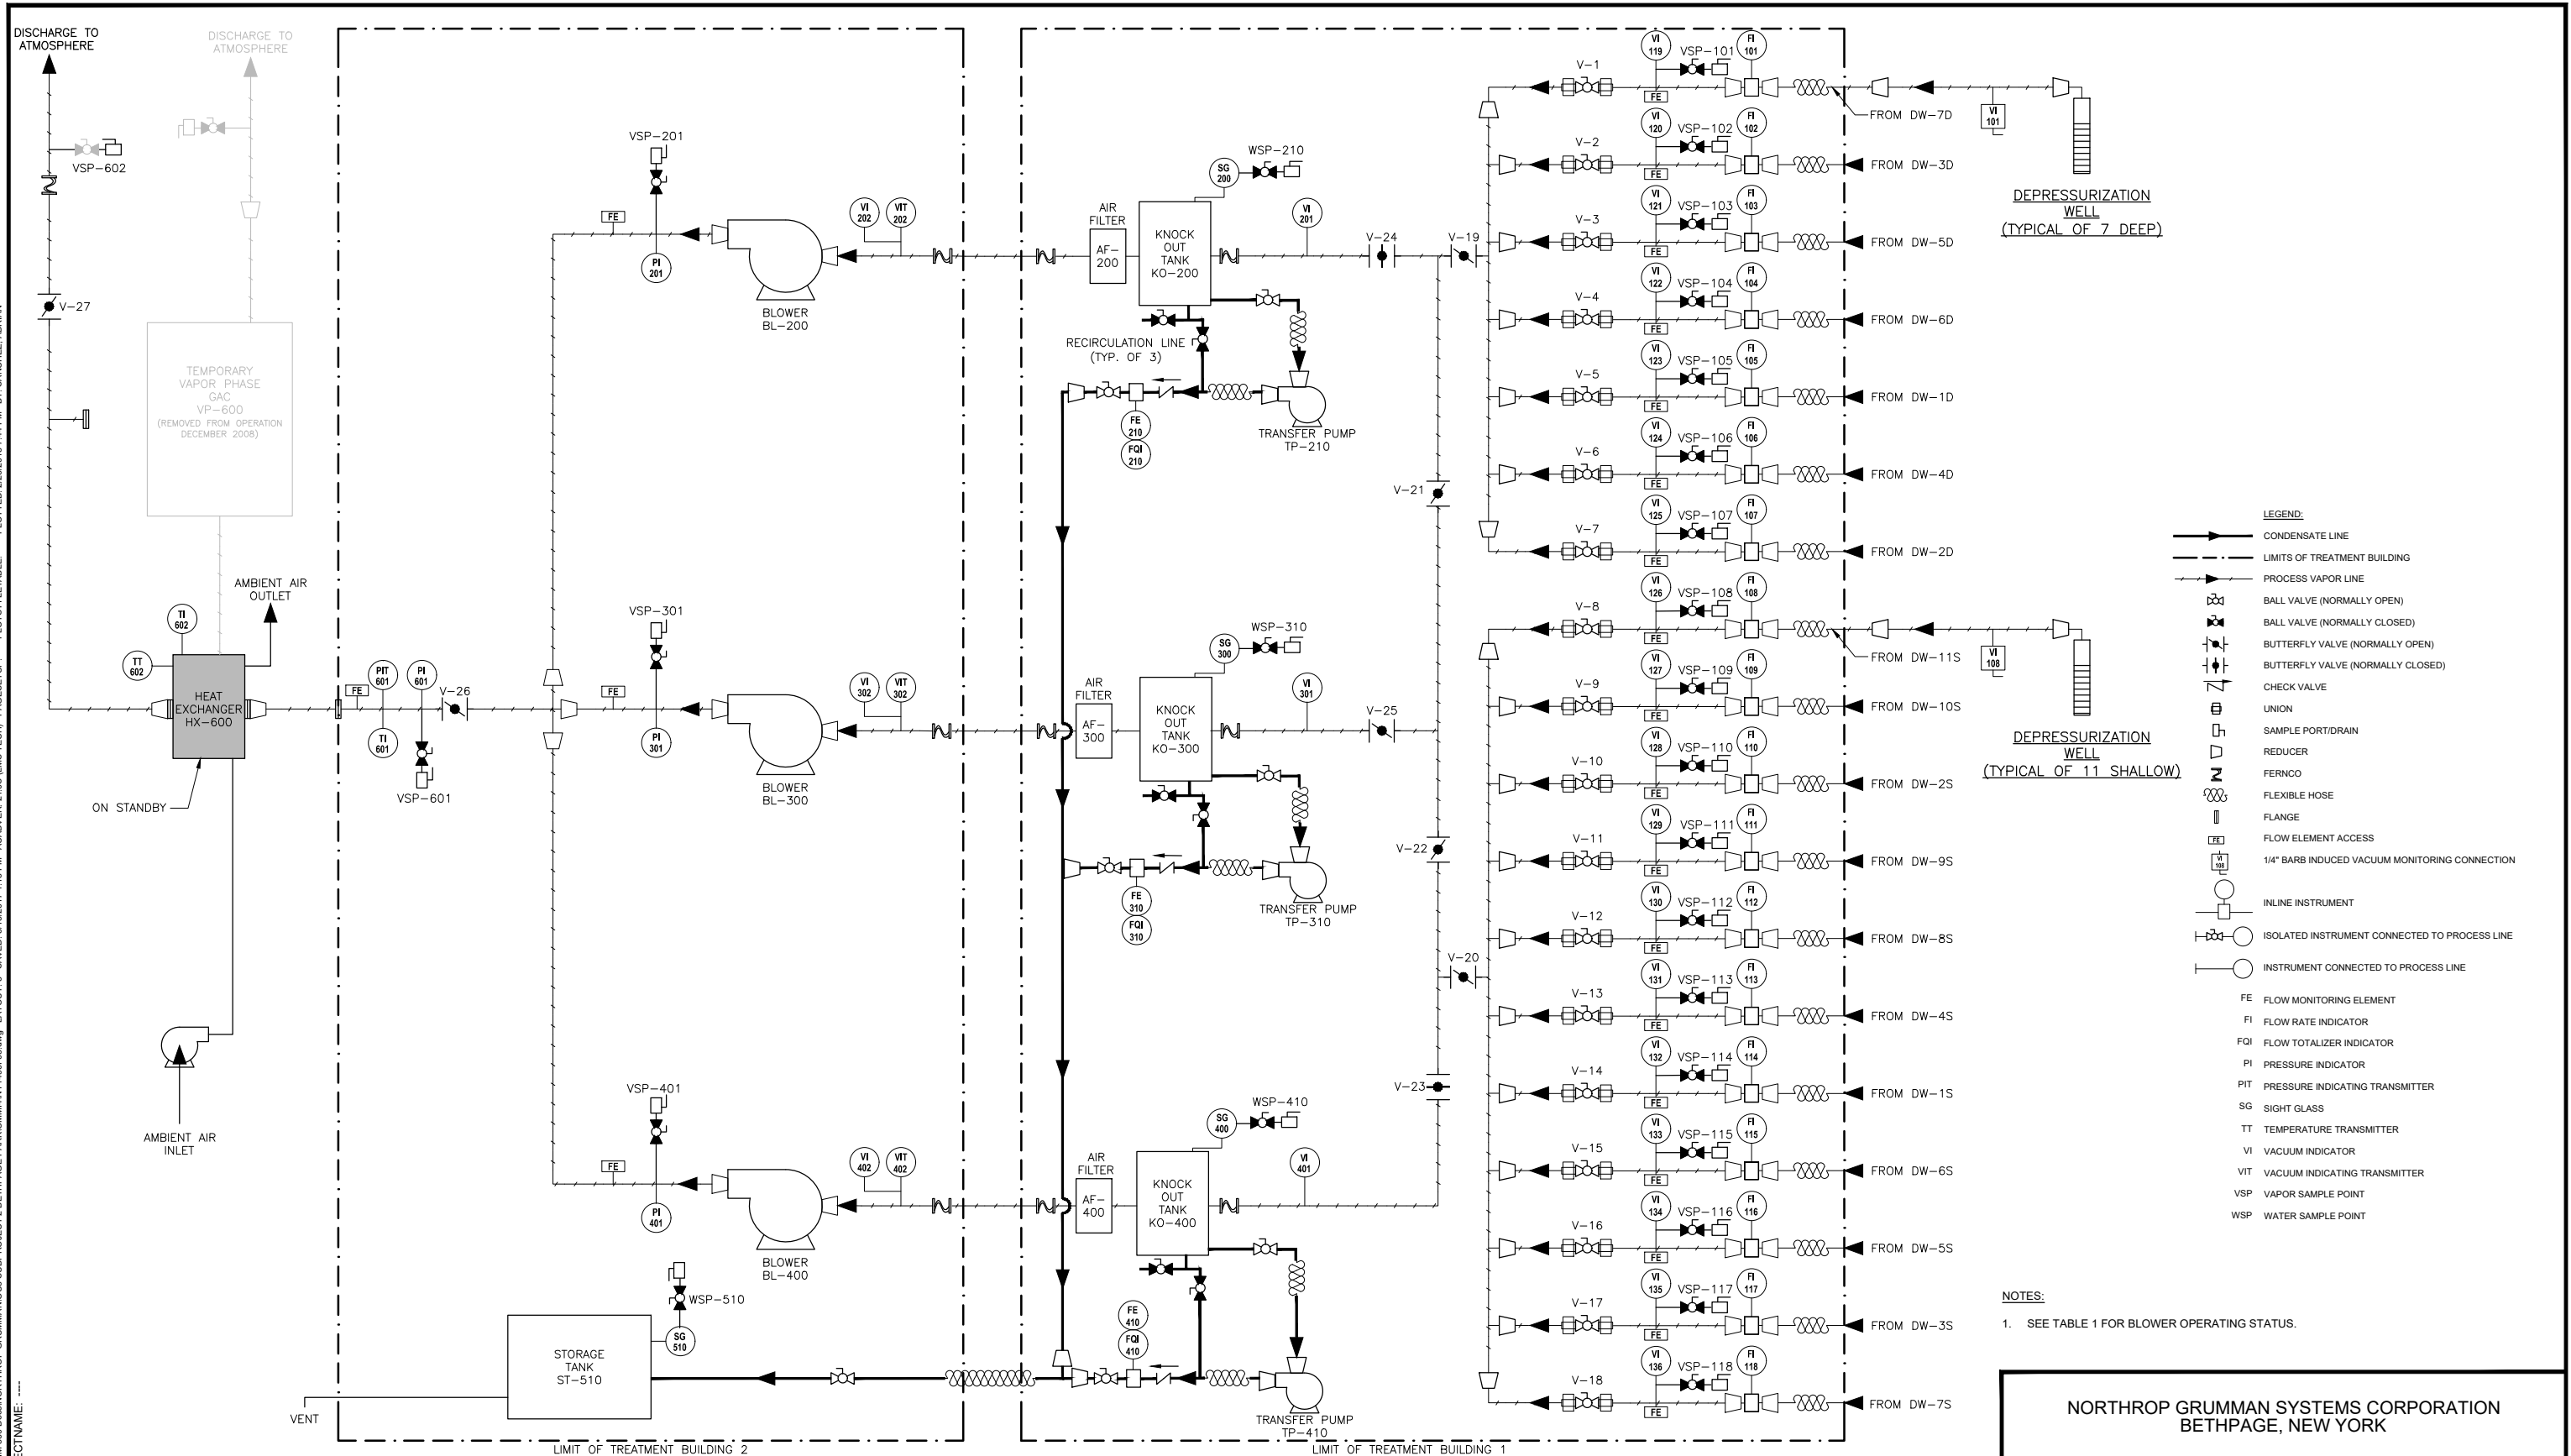 DISCHARGE TO
ATMOSPHERE
DISCHARGE TO
ATMOSPHERE
VSP-602
V-27
TEMPORARY
VAPOR PHASE
GAC
VP-600
(REMOVED FROM OPERATION
DECEMBER 2008)
AMBIENT AIR
OUTLET
TI
602
TT
602
HEAT
EXCHANGER
HX-600
ON STANDBY
AMBIENT AIR
INLET
FE
PIT
601
PI
601
TI
601
V-26
VSP-601
VSP-201
FE
PI
201
BLOWER
BL-200
VI
202
VIT
202
VSP-301
FE
PI
301
BLOWER
BL-300
VI
302
VIT
302
VSP-401
FE
PI
401
BLOWER
BL-400
VI
402
VIT
402
WSP-510
SG
510
STORAGE
TANK
ST-510
VENT
LIMIT OF TREATMENT BUILDING 2
AIR
FILTER
AF-
200
KNOCK
OUT
TANK
KO-200
SG
200
WSP-210
VI
201
V-24
V-19
RECIRCULATION LINE
(TYP. OF 3)
FE
210
FQI
210
TRANSFER PUMP
TP-210
V-21
AIR
FILTER
AF-
300
KNOCK
OUT
TANK
KO-300
SG
300
WSP-310
VI
301
V-25
FE
310
FQI
310
TRANSFER PUMP
TP-310
V-22
V-20
V-23
AIR
FILTER
AF-
400
KNOCK
OUT
TANK
KO-400
SG
400
WSP-410
VI
401
FE
410
FQI
410
TRANSFER PUMP
TP-410
LIMIT OF TREATMENT BUILDING 1
V-1
VI
119
VSP-101
FI
101
FE
FROM DW-7D
V-2
VI
120
VSP-102
FI
102
FE
FROM DW-3D
V-3
VI
121
VSP-103
FI
103
FE
FROM DW-5D
V-4
VI
122
VSP-104
FI
104
FE
FROM DW-6D
V-5
VI
123
VSP-105
FI
105
FE
FROM DW-1D
V-6
VI
124
VSP-106
FI
106
FE
FROM DW-4D
V-7
VI
125
VSP-107
FI
107
FE
FROM DW-2D
V-8
VI
126
VSP-108
FI
108
FE
FROM DW-11S
V-9
VI
127
VSP-109
FI
109
FE
FROM DW-10S
V-10
VI
128
VSP-110
FI
110
FE
FROM DW-2S
V-11
VI
129
VSP-111
FI
111
FE
FROM DW-9S
V-12
VI
130
VSP-112
FI
112
FE
FROM DW-8S
V-13
VI
131
VSP-113
FI
113
FE
FROM DW-4S
V-14
VI
132
VSP-114
FI
114
FE
FROM DW-1S
V-15
VI
133
VSP-115
FI
115
FE
FROM DW-6S
V-16
VI
134
VSP-116
FI
116
FE
FROM DW-5S
V-17
VI
135
VSP-117
FI
117
FE
FROM DW-3S
V-18
VI
136
VSP-118
FI
118
FE
FROM DW-7S
VI
101
DEPRESSURIZATION
WELL
(TYPICAL OF 7 DEEP)
VI
108
DEPRESSURIZATION
WELL
(TYPICAL OF 11 SHALLOW)
LEGEND:
CONDENSATE LINE
LIMITS OF TREATMENT BUILDING
PROCESS VAPOR LINE
BALL VALVE (NORMALLY OPEN)
BALL VALVE (NORMALLY CLOSED)
BUTTERFLY VALVE (NORMALLY OPEN)
BUTTERFLY VALVE (NORMALLY CLOSED)
CHECK VALVE
UNION
SAMPLE PORT/DRAIN
REDUCER
FERNCO
FLEXIBLE HOSE
FLANGE
FE FLOW ELEMENT ACCESS
VI
108
1/4" BARB INDUCED VACUUM MONITORING CONNECTION
INLINE INSTRUMENT
ISOLATED INSTRUMENT CONNECTED TO PROCESS LINE
INSTRUMENT CONNECTED TO PROCESS LINE
FE FLOW MONITORING ELEMENT
FI FLOW RATE INDICATOR
FQI FLOW TOTALIZER INDICATOR
PI PRESSURE INDICATOR
PIT PRESSURE INDICATING TRANSMITTER
SG SIGHT GLASS
TT TEMPERATURE TRANSMITTER
VI VACUUM INDICATOR
VIT VACUUM INDICATING TRANSMITTER
VSP VAPOR SAMPLE POINT
WSP WATER SAMPLE POINT
NOTES:
1. SEE TABLE 1 FOR BLOWER OPERATING STATUS.
NORTHROP GRUMMAN SYSTEMS CORPORATION
BETHPAGE, NEW YORK